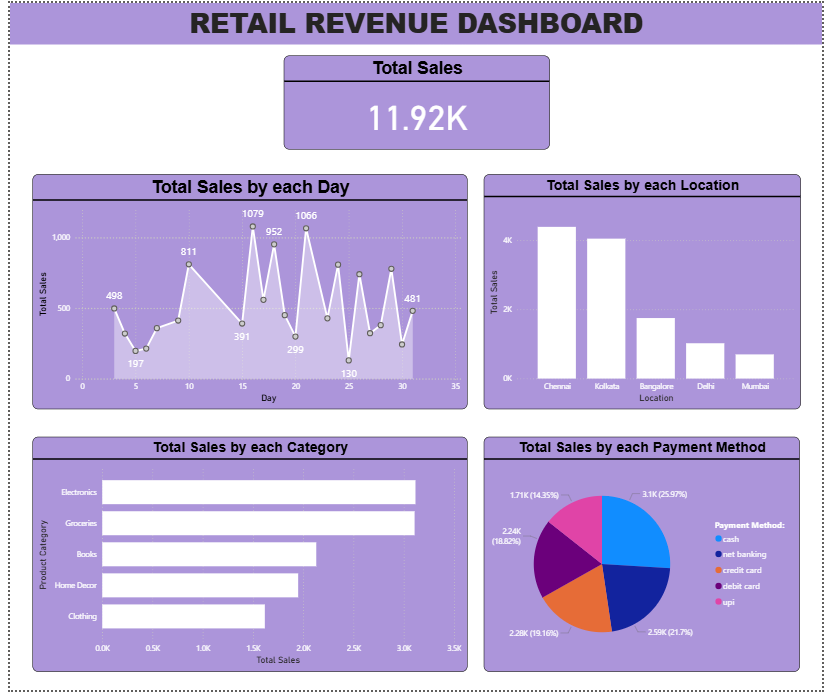 RETAIL REVENUE DASHBOARD
Total Sales
11.92K
Total Sales by each Day
Total Sales
1,000
500
0
498
197
811
391
1079
952
299
1066
130
481
0 5 10 15 20 25 30 35
Day
Total Sales by each Location
Total Sales
4K
2K
0K
Chennai Kolkata Bangalore Delhi Mumbai
Location
Total Sales by each Category
Product Category
Electronics
Groceries
Books
Home Decor
Clothing
0.0K 0.5K 1.0K 1.5K 2.0K 2.5K 3.0K 3.5K
Total Sales
Total Sales by each Payment Method
1.71K (14.35%)
3.1K (25.97%)
2.24K
(18.82%)
2.28K (19.16%)
2.59K (21.7%)
Payment Method:
cash
net banking
credit card
debit card
upi